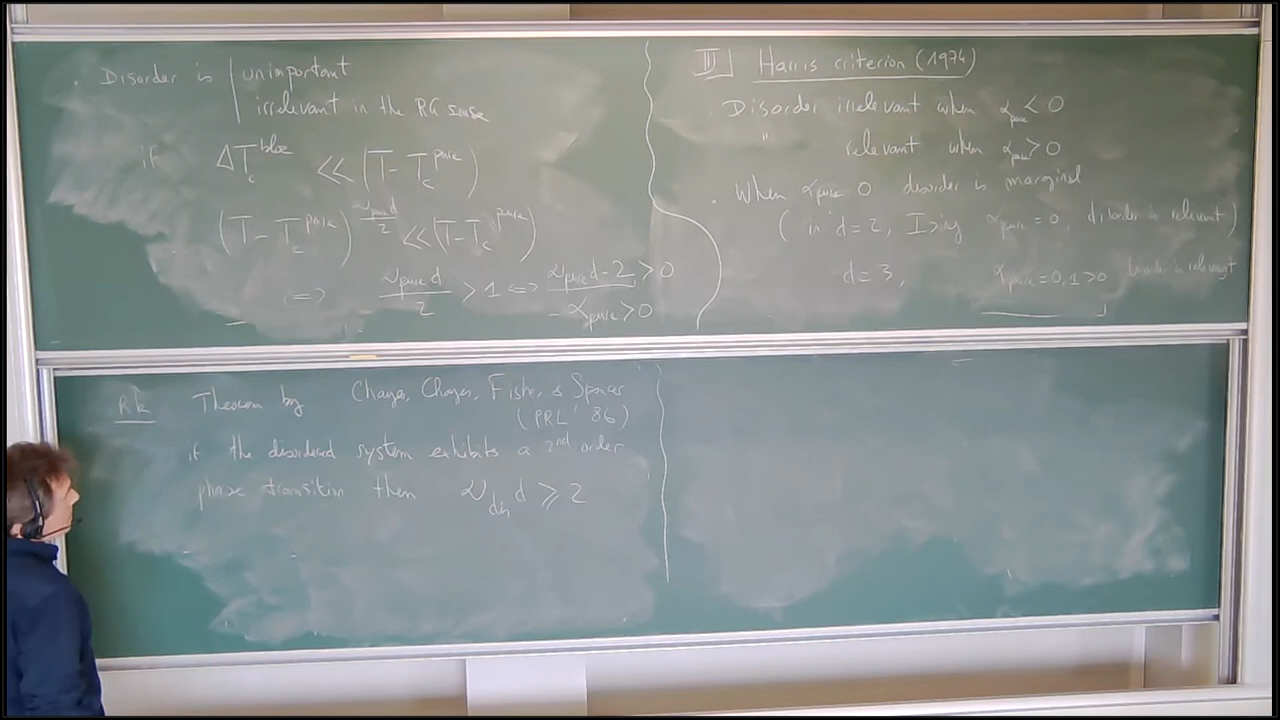 . Disorder is | unimportant
irrelevant in the RG sense
if ΔT_c^bloc ≪ (T - T_c^pure)
(T - T_c^pure)^(ν_pure d / 2) ≪ (T - T_c^pure)
⇔ ν_pure d / 2 > 1 ⇔ ν_pure d - 2 > 0
- α_pure > 0
III] Harris criterion (1974)
. Disorder irrelevant when α_pure < 0
" relevant when α_pure > 0
. When α_pure 0 disorder is marginal
( in d = 2, Ising α_pure = 0, disorder is relevant )
d = 3, α_pure = 0,1 > 0 disorder is relevant
Rk Theorem by Chayes, Chayes, Fisher & Spencer
(PRL' 86)
if the disordered system exhibits a 2nd order
phase transition then ν_dis d ⩾ 2